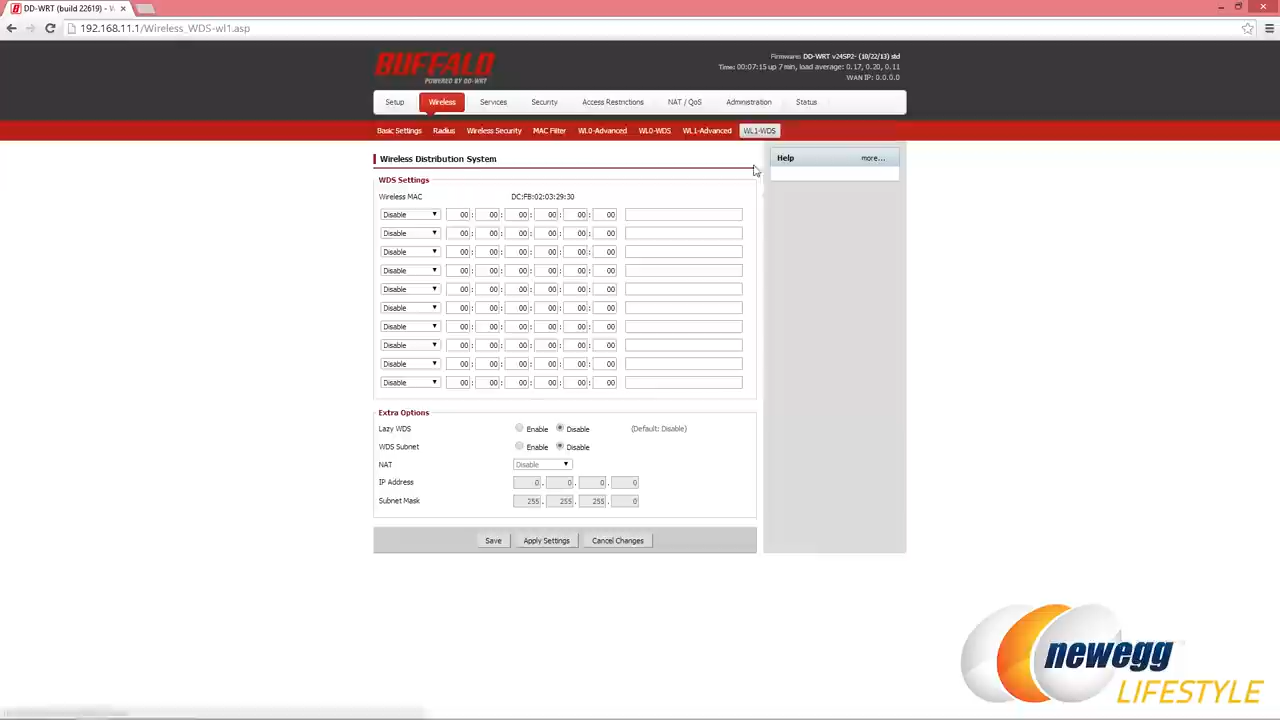 DD-WRT (build 22619) - W
192.168.11.1/Wireless_WDS-wl1.asp
BUFFALO
POWERED BY DD-WRT
Firmware: DD-WRT v24SP2- (10/22/13) std
Time: 00:07:15 up 7 min, load average: 0.17, 0.20, 0.11
WAN IP: 0.0.0.0
Setup Wireless Services Security Access Restrictions NAT / QoS Administration Status
Basic Settings Radius Wireless Security MAC Filter WL0-Advanced WL0-WDS WL1-Advanced WL1-WDS
Wireless Distribution System
Help more...
WDS Settings
Wireless MAC DC:FB:02:03:29:30
Disable 00: 00: 00: 00: 00: 00
Disable 00: 00: 00: 00: 00: 00
Disable 00: 00: 00: 00: 00: 00
Disable 00: 00: 00: 00: 00: 00
Disable 00: 00: 00: 00: 00: 00
Disable 00: 00: 00: 00: 00: 00
Disable 00: 00: 00: 00: 00: 00
Disable 00: 00: 00: 00: 00: 00
Disable 00: 00: 00: 00: 00: 00
Disable 00: 00: 00: 00: 00: 00
Extra Options
Lazy WDS Enable Disable (Default: Disable)
WDS Subnet Enable Disable
NAT Disable
IP Address 0. 0. 0. 0
Subnet Mask 255. 255. 255. 0
Save Apply Settings Cancel Changes
newegg
LIFESTYLE